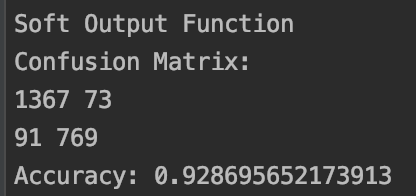 Soft Output Function
Confusion Matrix:
1367 73
91 769
Accuracy: 0.928695652173913